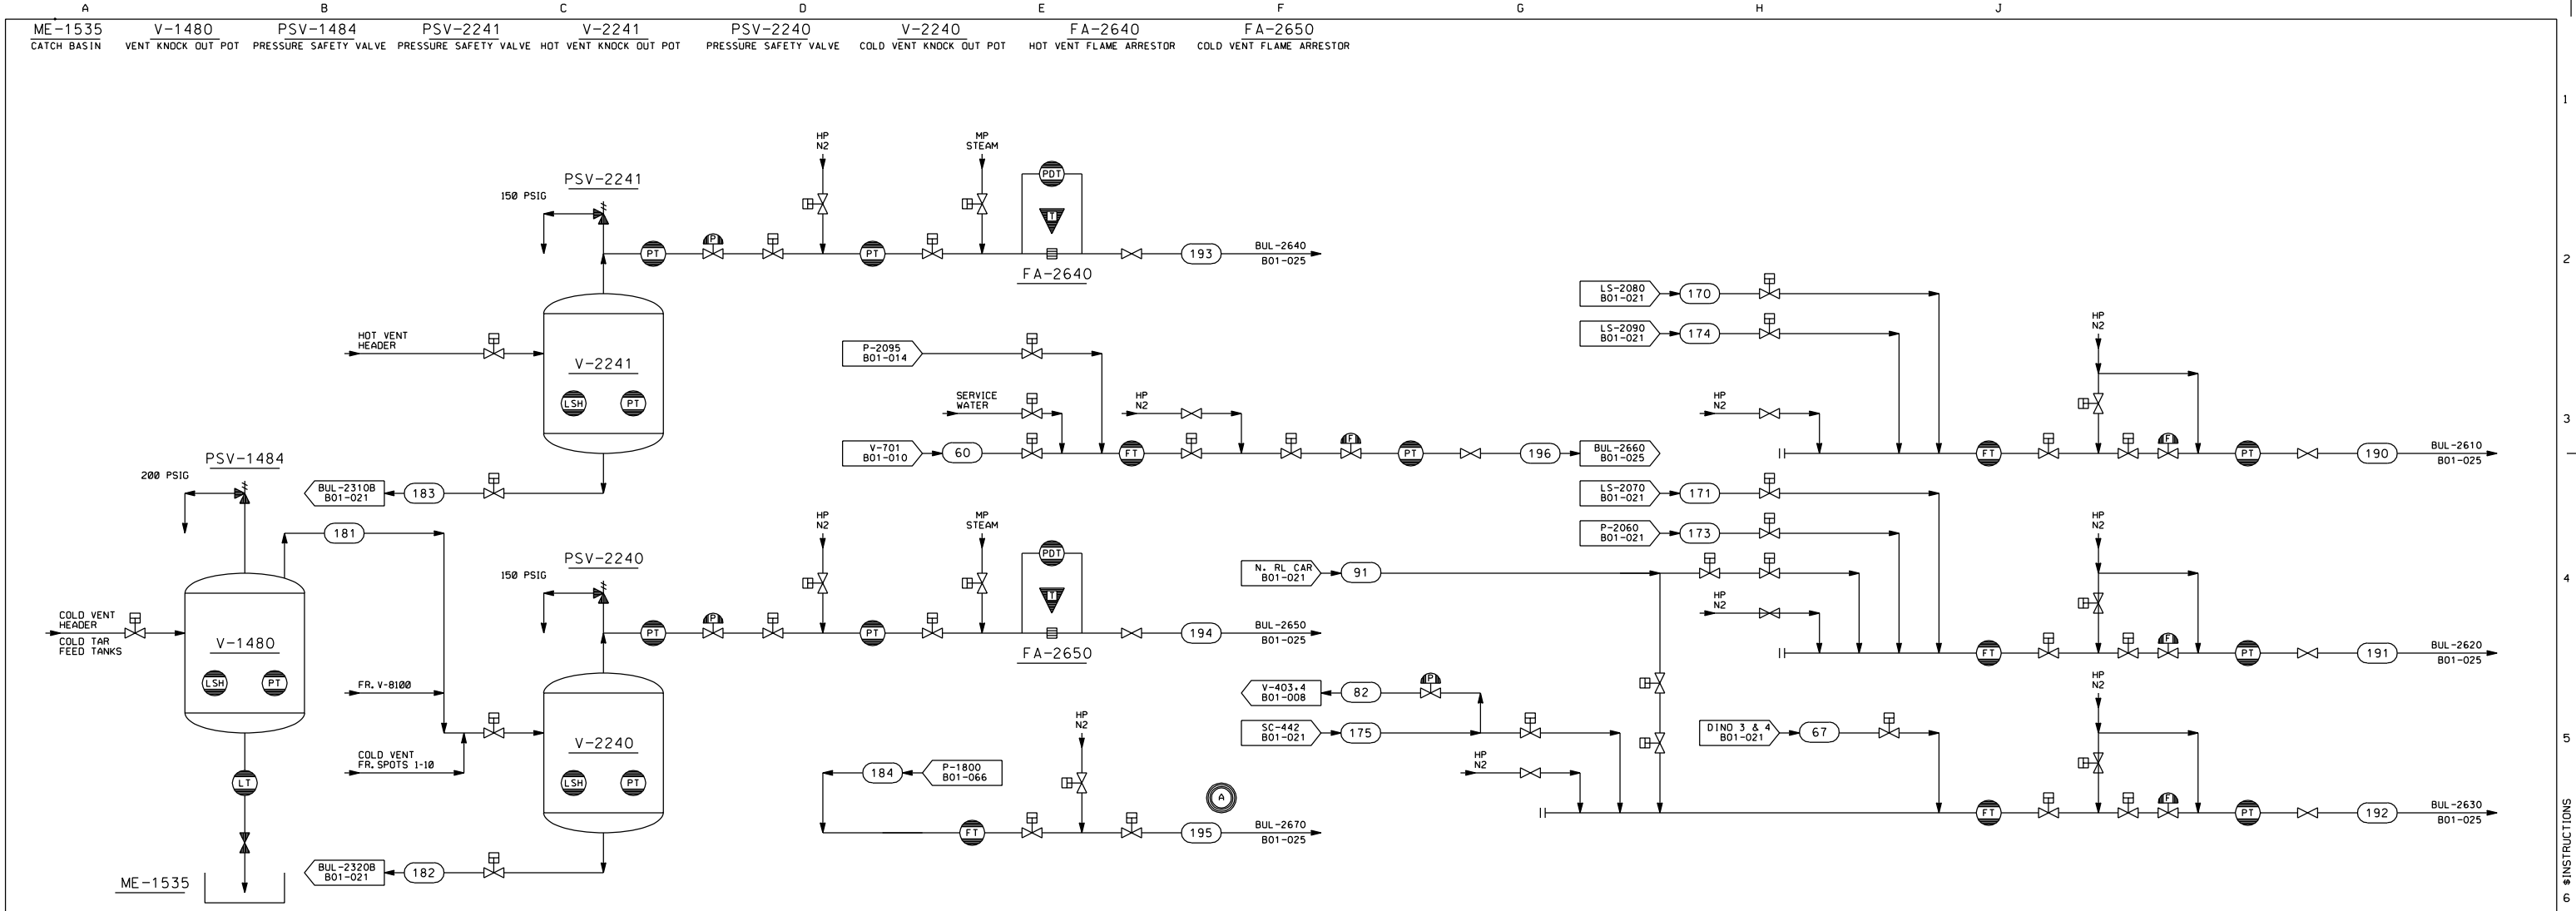 A B C D E F G H J
ME-1535 V-1480 PSV-1484 PSV-2241 V-2241 PSV-2240 V-2240 FA-2640 FA-2650
CATCH BASIN VENT KNOCK OUT POT PRESSURE SAFETY VALVE PRESSURE SAFETY VALVE HOT VENT KNOCK OUT POT PRESSURE SAFETY VALVE COLD VENT KNOCK OUT POT HOT VENT FLAME ARRESTOR COLD VENT FLAME ARRESTOR
1
2
3
4
5
6
$INSTRUCTIONS
PSV-2241
150 PSIG
HP
N2
MP
STEAM
PDT
T
PT
P
PT
193
BUL-2640
B01-025
FA-2640
HOT VENT
HEADER
V-2241
LSH
PT
BUL-2310B
B01-021
183
PSV-1484
200 PSIG
181
COLD VENT
HEADER
COLD TAR
FEED TANKS
V-1480
LSH
PT
LT
ME-1535
PSV-2240
150 PSIG
HP
N2
MP
STEAM
PDT
T
PT
P
PT
194
BUL-2650
B01-025
FA-2650
FR. V-8100
COLD VENT
FR. SPOTS 1-10
V-2240
LSH
PT
BUL-2320B
B01-021
182
P-2095
B01-014
SERVICE
WATER
HP
N2
V-701
B01-010
60
FT
F
PT
196
BUL-2660
B01-025
184
P-1800
B01-066
HP
N2
A
FT
195
BUL-2670
B01-025
LS-2080
B01-021
170
LS-2090
B01-021
174
HP
N2
HP
N2
FT
F
PT
190
BUL-2610
B01-025
LS-2070
B01-021
171
P-2060
B01-021
173
N. RL CAR
B01-021
91
HP
N2
HP
N2
FT
F
PT
191
BUL-2620
B01-025
V-403,4
B01-008
82
P
SC-442
B01-021
175
HP
N2
DINO 3 & 4
B01-021
67
HP
N2
FT
F
PT
192
BUL-2630
B01-025